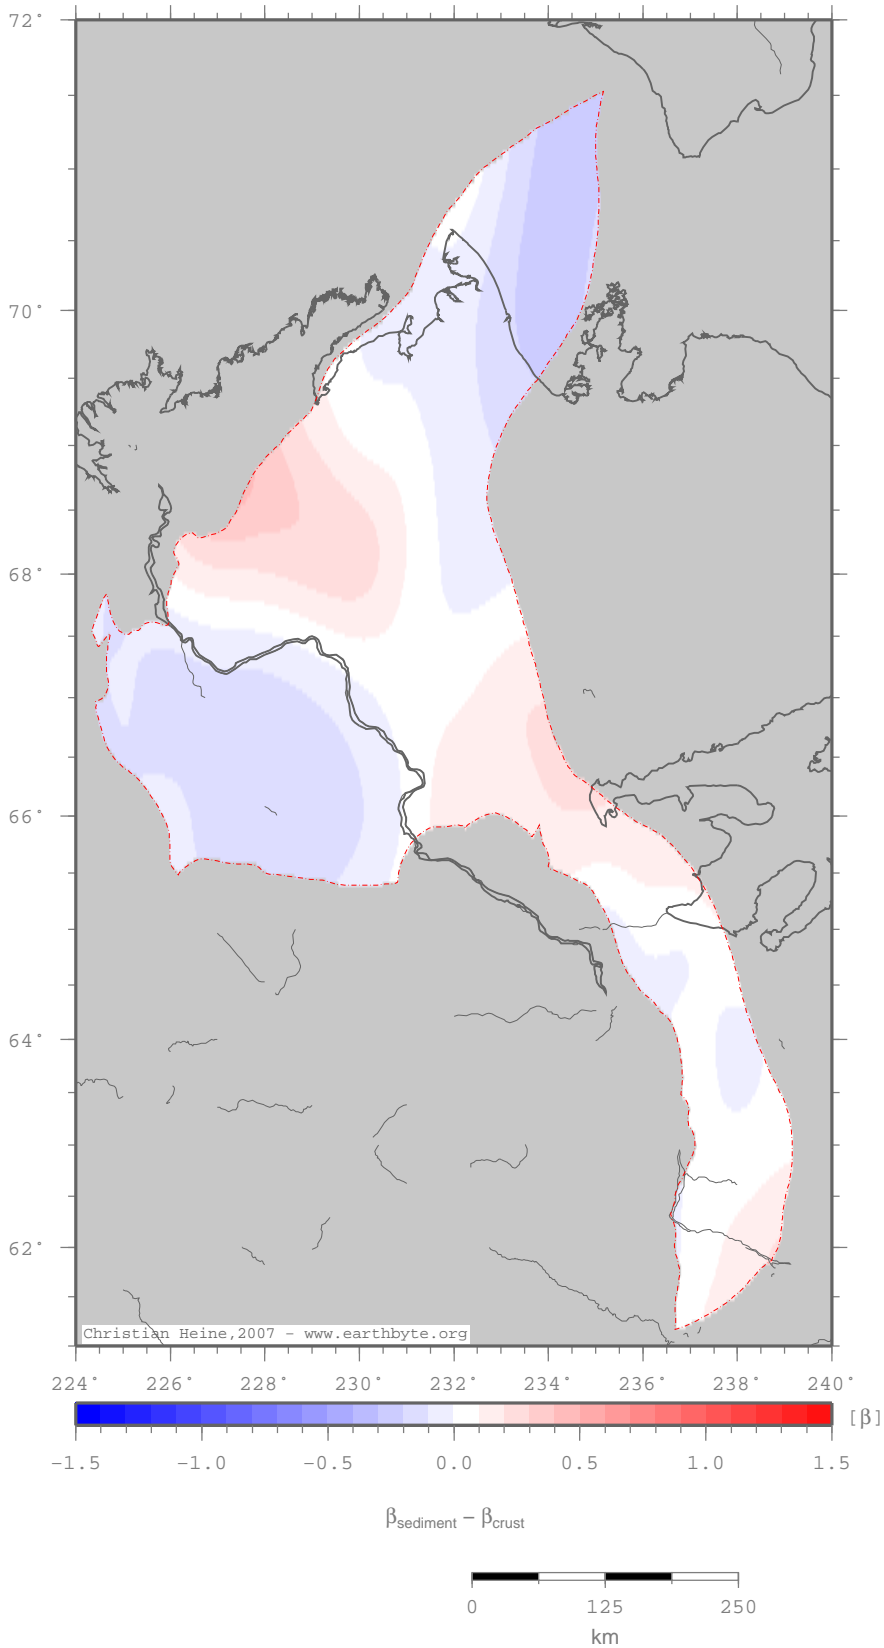 72°
70°
68°
66°
64°
62°
Christian Heine,2007 - www.earthbyte.org
224° 226° 228° 230° 232° 234° 236° 238° 240°
[β]
−1.5 −1.0 −0.5 0.0 0.5 1.0 1.5
βsediment − βcrust
0 125 250
km